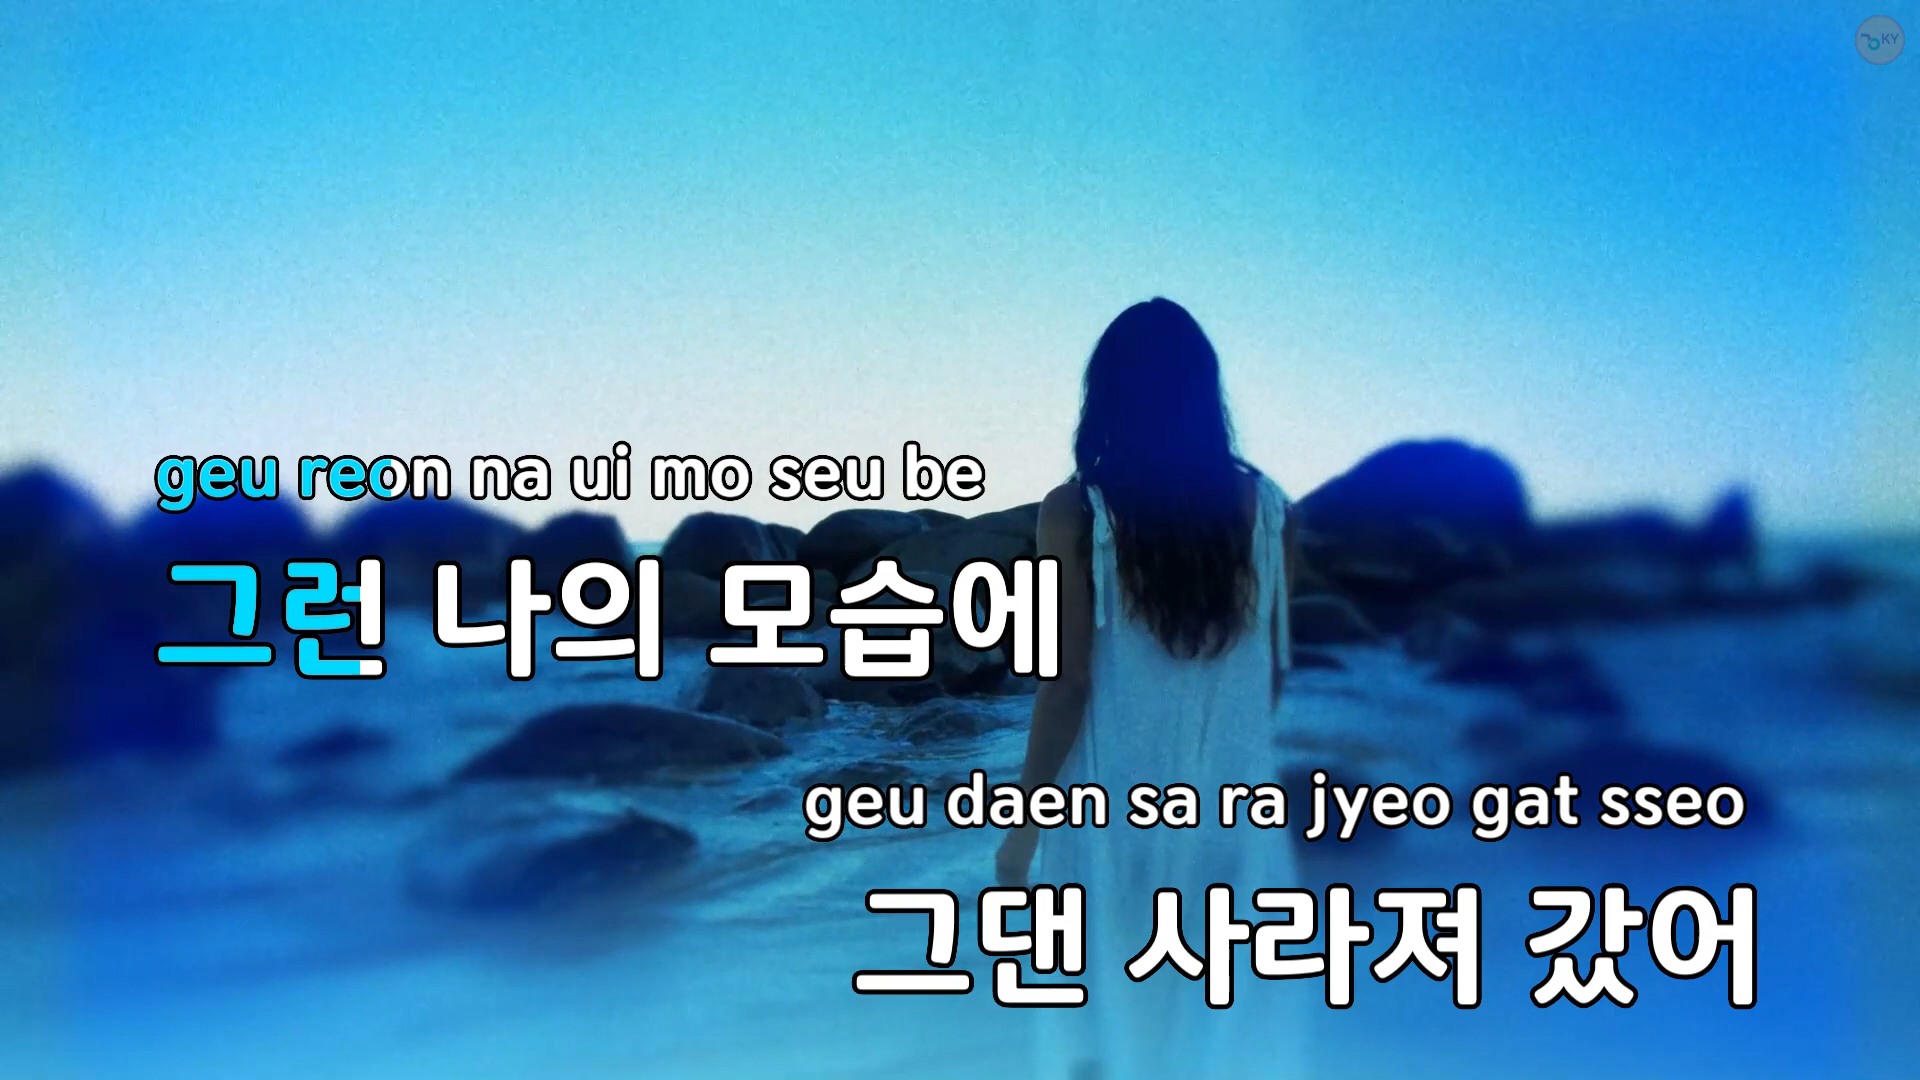 KY
geu reon na ui mo seu be
그런 나의 모습에
geu daen sa ra jyeo gat sseo
그댄 사라져 갔어